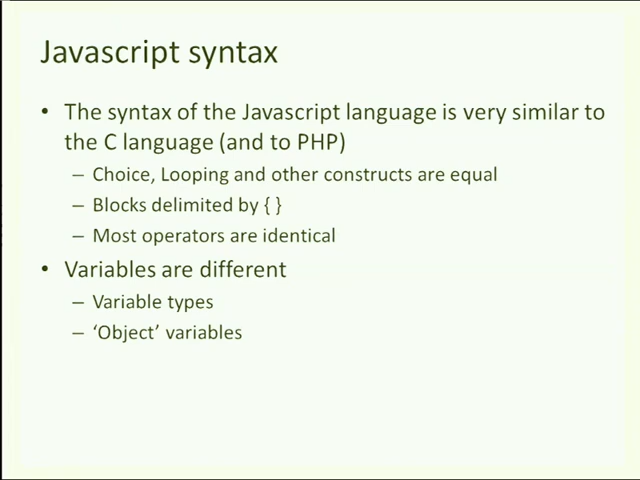 Javascript syntax
• The syntax of the Javascript language is very similar to
the C language (and to PHP)
– Choice, Looping and other constructs are equal
– Blocks delimited by { }
– Most operators are identical
• Variables are different
– Variable types
– ‘Object’ variables